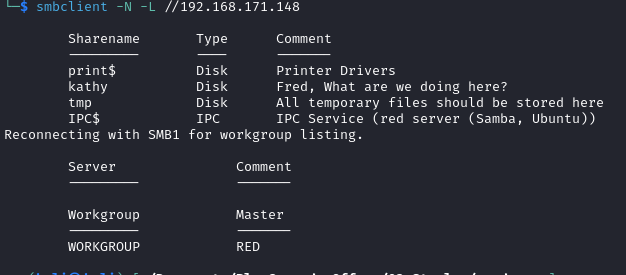 └─$ smbclient -N -L //192.168.171.148
Sharename Type Comment
--------- ---- -------
print$ Disk Printer Drivers
kathy Disk Fred, What are we doing here?
tmp Disk All temporary files should be stored here
IPC$ IPC IPC Service (red server (Samba, Ubuntu))
Reconnecting with SMB1 for workgroup listing.
Server Comment
--------- -------
Workgroup Master
--------- -------
WORKGROUP RED